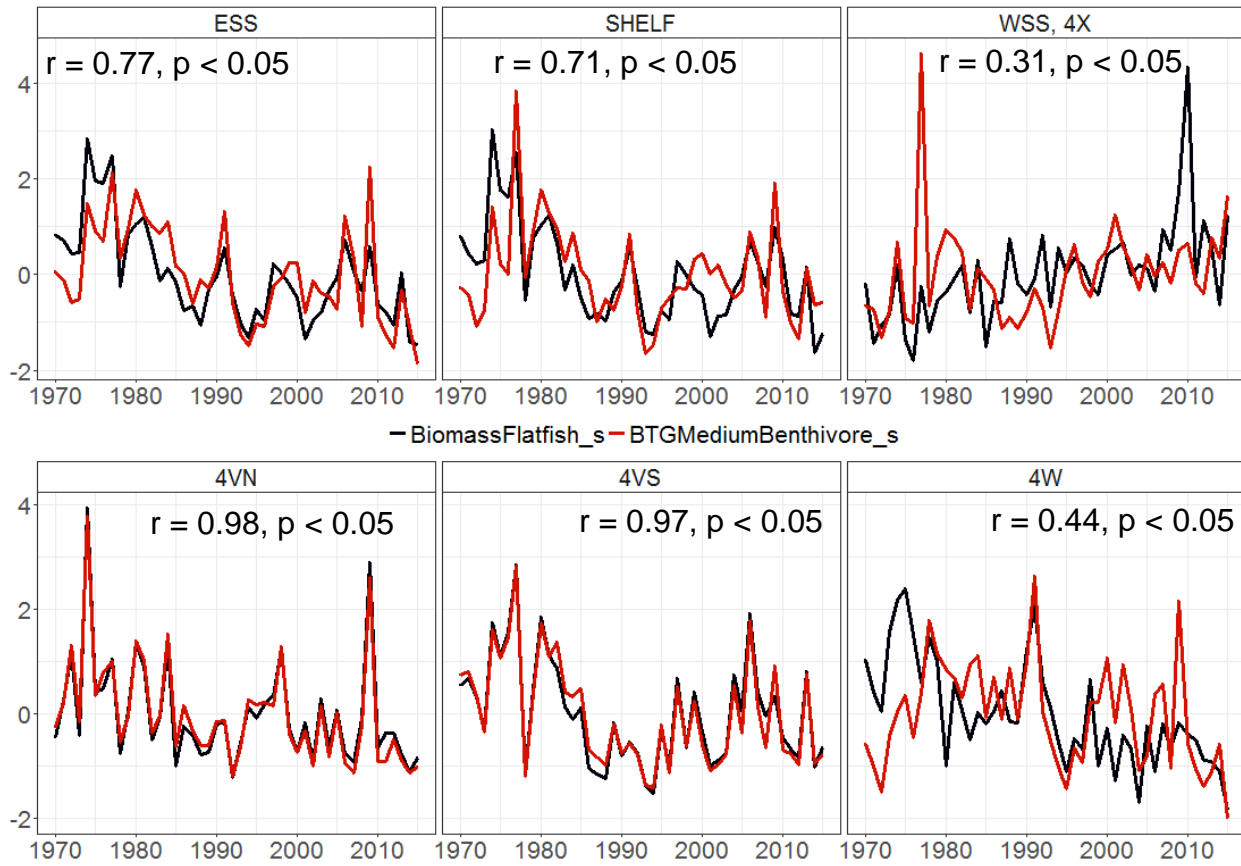 ESS SHELF WSS, 4X
r = 0.77, p < 0.05 r = 0.71, p < 0.05 r = 0.31, p < 0.05
4
2
0
-2
1970 1980 1990 2000 2010 1970 1980 1990 2000 2010 1970 1980 1990 2000 2010
BiomassFlatfish_s BTGMediumBenthivore_s
4VN 4VS 4W
r = 0.98, p < 0.05 r = 0.97, p < 0.05 r = 0.44, p < 0.05
4
2
0
-2
1970 1980 1990 2000 2010 1970 1980 1990 2000 2010 1970 1980 1990 2000 2010